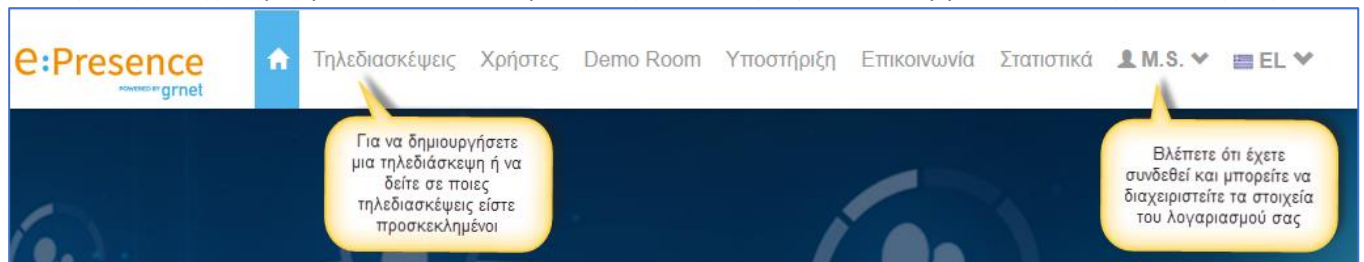 e:Presence
POWERED BY grnet
Τηλεδιασκέψεις Χρήστες Demo Room Υποστήριξη Επικοινωνία Στατιστικά M.S. EL
Για να δημιουργήσετε
μια τηλεδιάσκεψη ή να
δείτε σε ποιες
τηλεδιασκέψεις είστε
προσκεκλημένοι
Βλέπετε ότι έχετε
συνδεθεί και μπορείτε να
διαχειριστείτε τα στοιχεία
του λογαριασμού σας